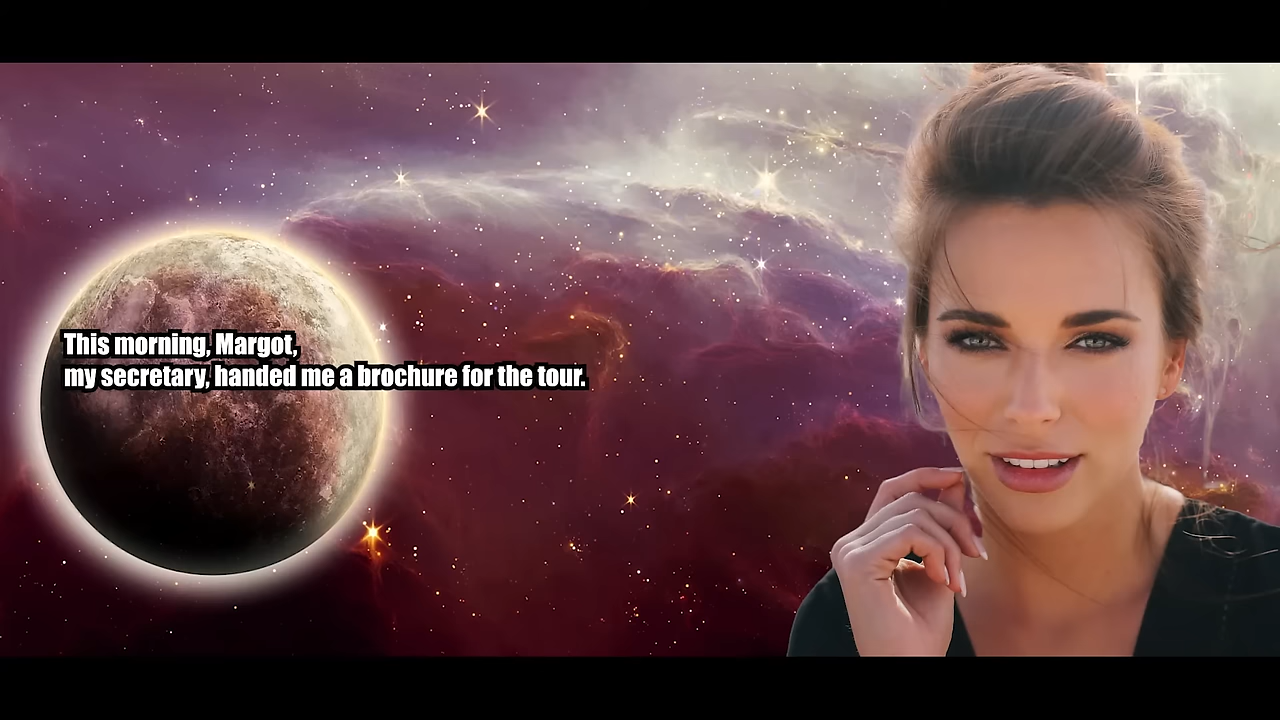 This morning, Margot,
my secretary, handed me a brochure for the tour.